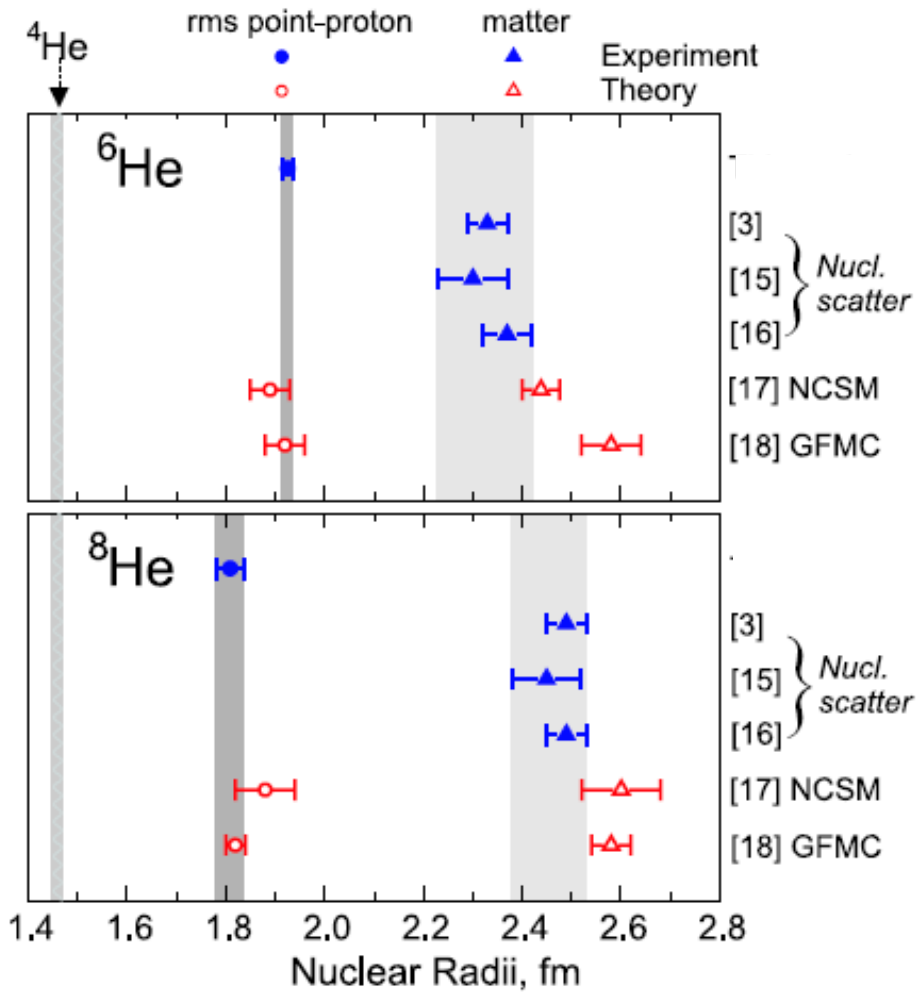 rms point-proton matter
⁴He
Experiment
Theory
⁶He
[3]
[15] Nucl.
scatter
[16]
[17] NCSM
[18] GFMC
⁸He
[3]
[15] Nucl.
scatter
[16]
[17] NCSM
[18] GFMC
1.4 1.6 1.8 2.0 2.2 2.4 2.6 2.8
Nuclear Radii, fm